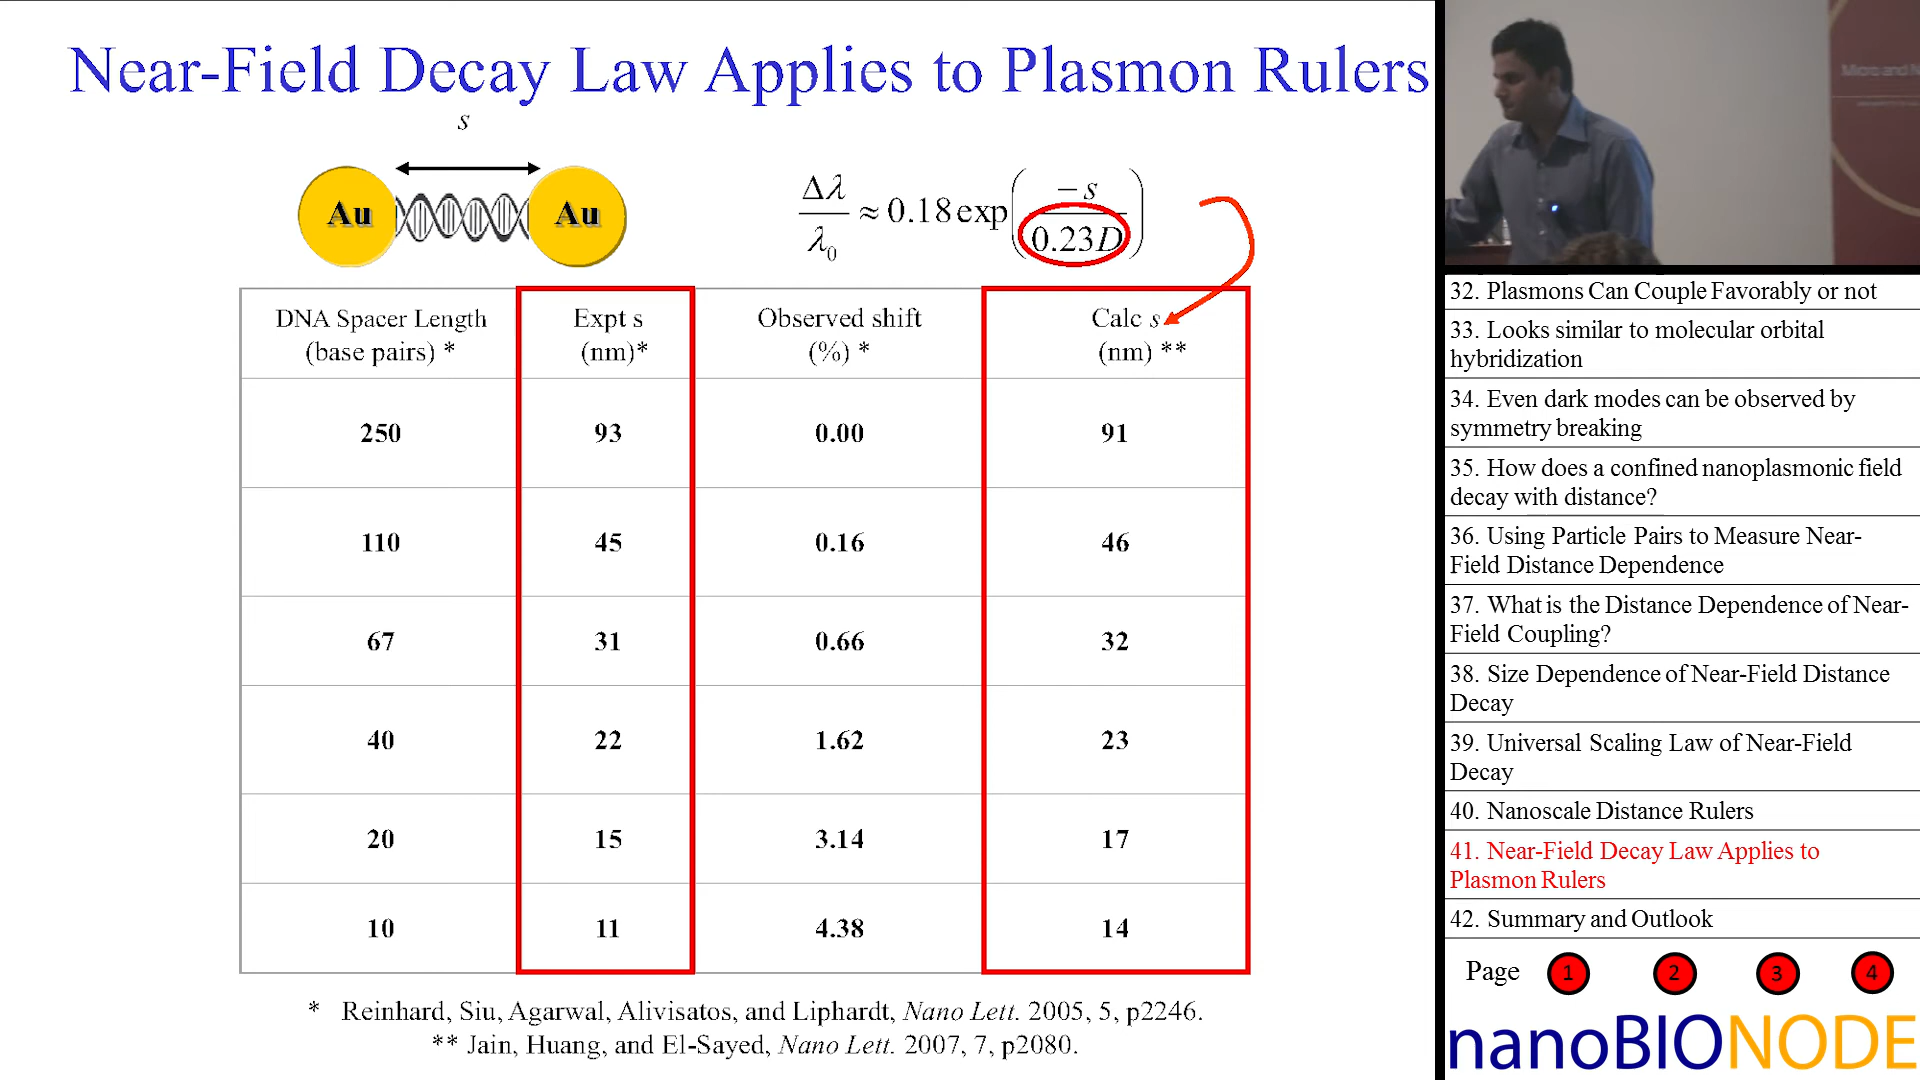 Near-Field Decay Law Applies to Plasmon Rulers
s
Au
Au
Δλ/λ₀ ≈ 0.18 exp(−s/0.23D)
DNA Spacer Length (base pairs) * | Expt s (nm)* | Observed shift (%) * | Calc s (nm) **
250 93 0.00 91
110 45 0.16 46
67 31 0.66 32
40 22 1.62 23
20 15 3.14 17
10 11 4.38 14
* Reinhard, Siu, Agarwal, Alivisatos, and Liphardt, Nano Lett. 2005, 5, p2246.
** Jain, Huang, and El-Sayed, Nano Lett. 2007, 7, p2080.
Micro and N
32. Plasmons Can Couple Favorably or not
33. Looks similar to molecular orbital
hybridization
34. Even dark modes can be observed by
symmetry breaking
35. How does a confined nanoplasmonic field
decay with distance?
36. Using Particle Pairs to Measure Near-
Field Distance Dependence
37. What is the Distance Dependence of Near-
Field Coupling?
38. Size Dependence of Near-Field Distance
Decay
39. Universal Scaling Law of Near-Field
Decay
40. Nanoscale Distance Rulers
41. Near-Field Decay Law Applies to
Plasmon Rulers
42. Summary and Outlook
Page 1 2 3 4
nanoBIONODE